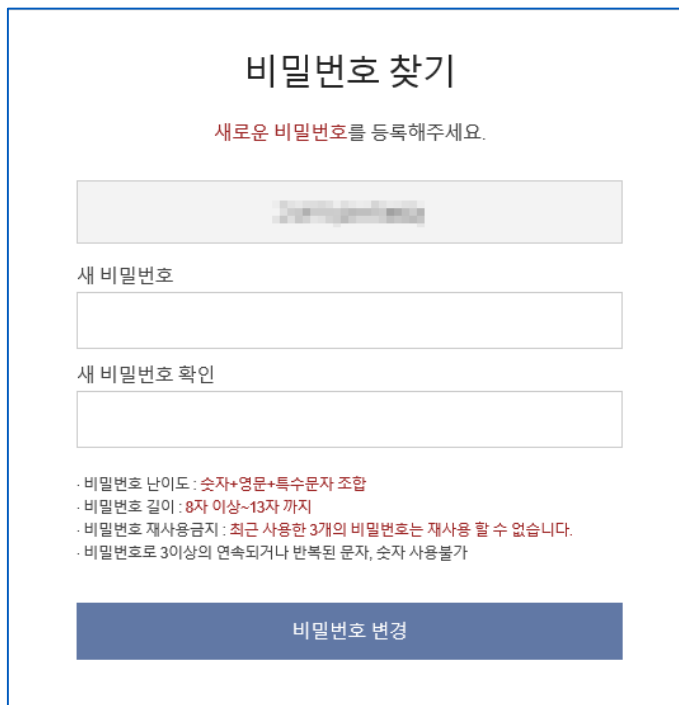 비밀번호 찾기
새로운 비밀번호를 등록해주세요.
새 비밀번호
새 비밀번호 확인
· 비밀번호 난이도 : 숫자+영문+특수문자 조합
· 비밀번호 길이 : 8자 이상~13자 까지
· 비밀번호 재사용금지 : 최근 사용한 3개의 비밀번호는 재사용 할 수 없습니다.
· 비밀번호로 3이상의 연속되거나 반복된 문자, 숫자 사용불가
비밀번호 변경